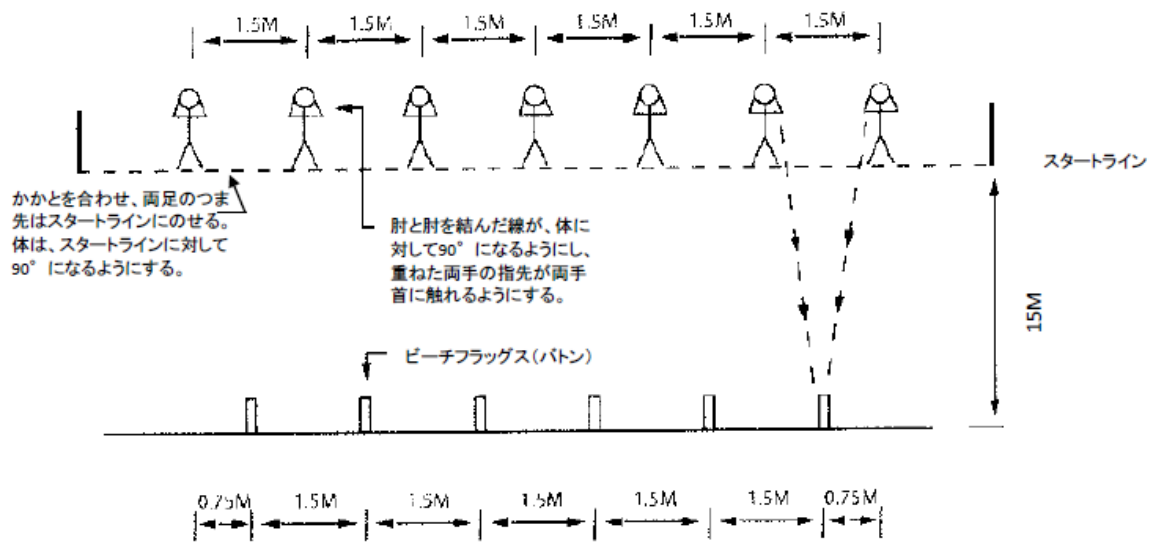 1.5M 1.5M 1.5M 1.5M 1.5M 1.5M
スタートライン
かかとを合わせ、両足のつま
先はスタートラインにのせる。
体は、スタートラインに対して
90°になるようにする。
肘と肘を結んだ線が、体に
対して90°になるようにし、
重ねた両手の指先が両手
首に触れるようにする。
15M
ビーチフラッグス(バトン)
0.75M 1.5M 1.5M 1.5M 1.5M 1.5M 0.75M